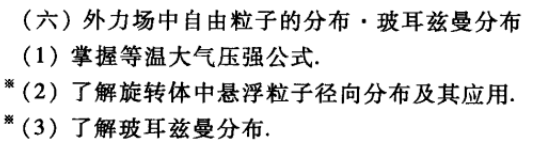 (六) 外力场中自由粒子的分布·玻耳兹曼分布
(1) 掌握等温大气压强公式.
※(2) 了解旋转体中悬浮粒子径向分布及其应用.
※(3) 了解玻耳兹曼分布.